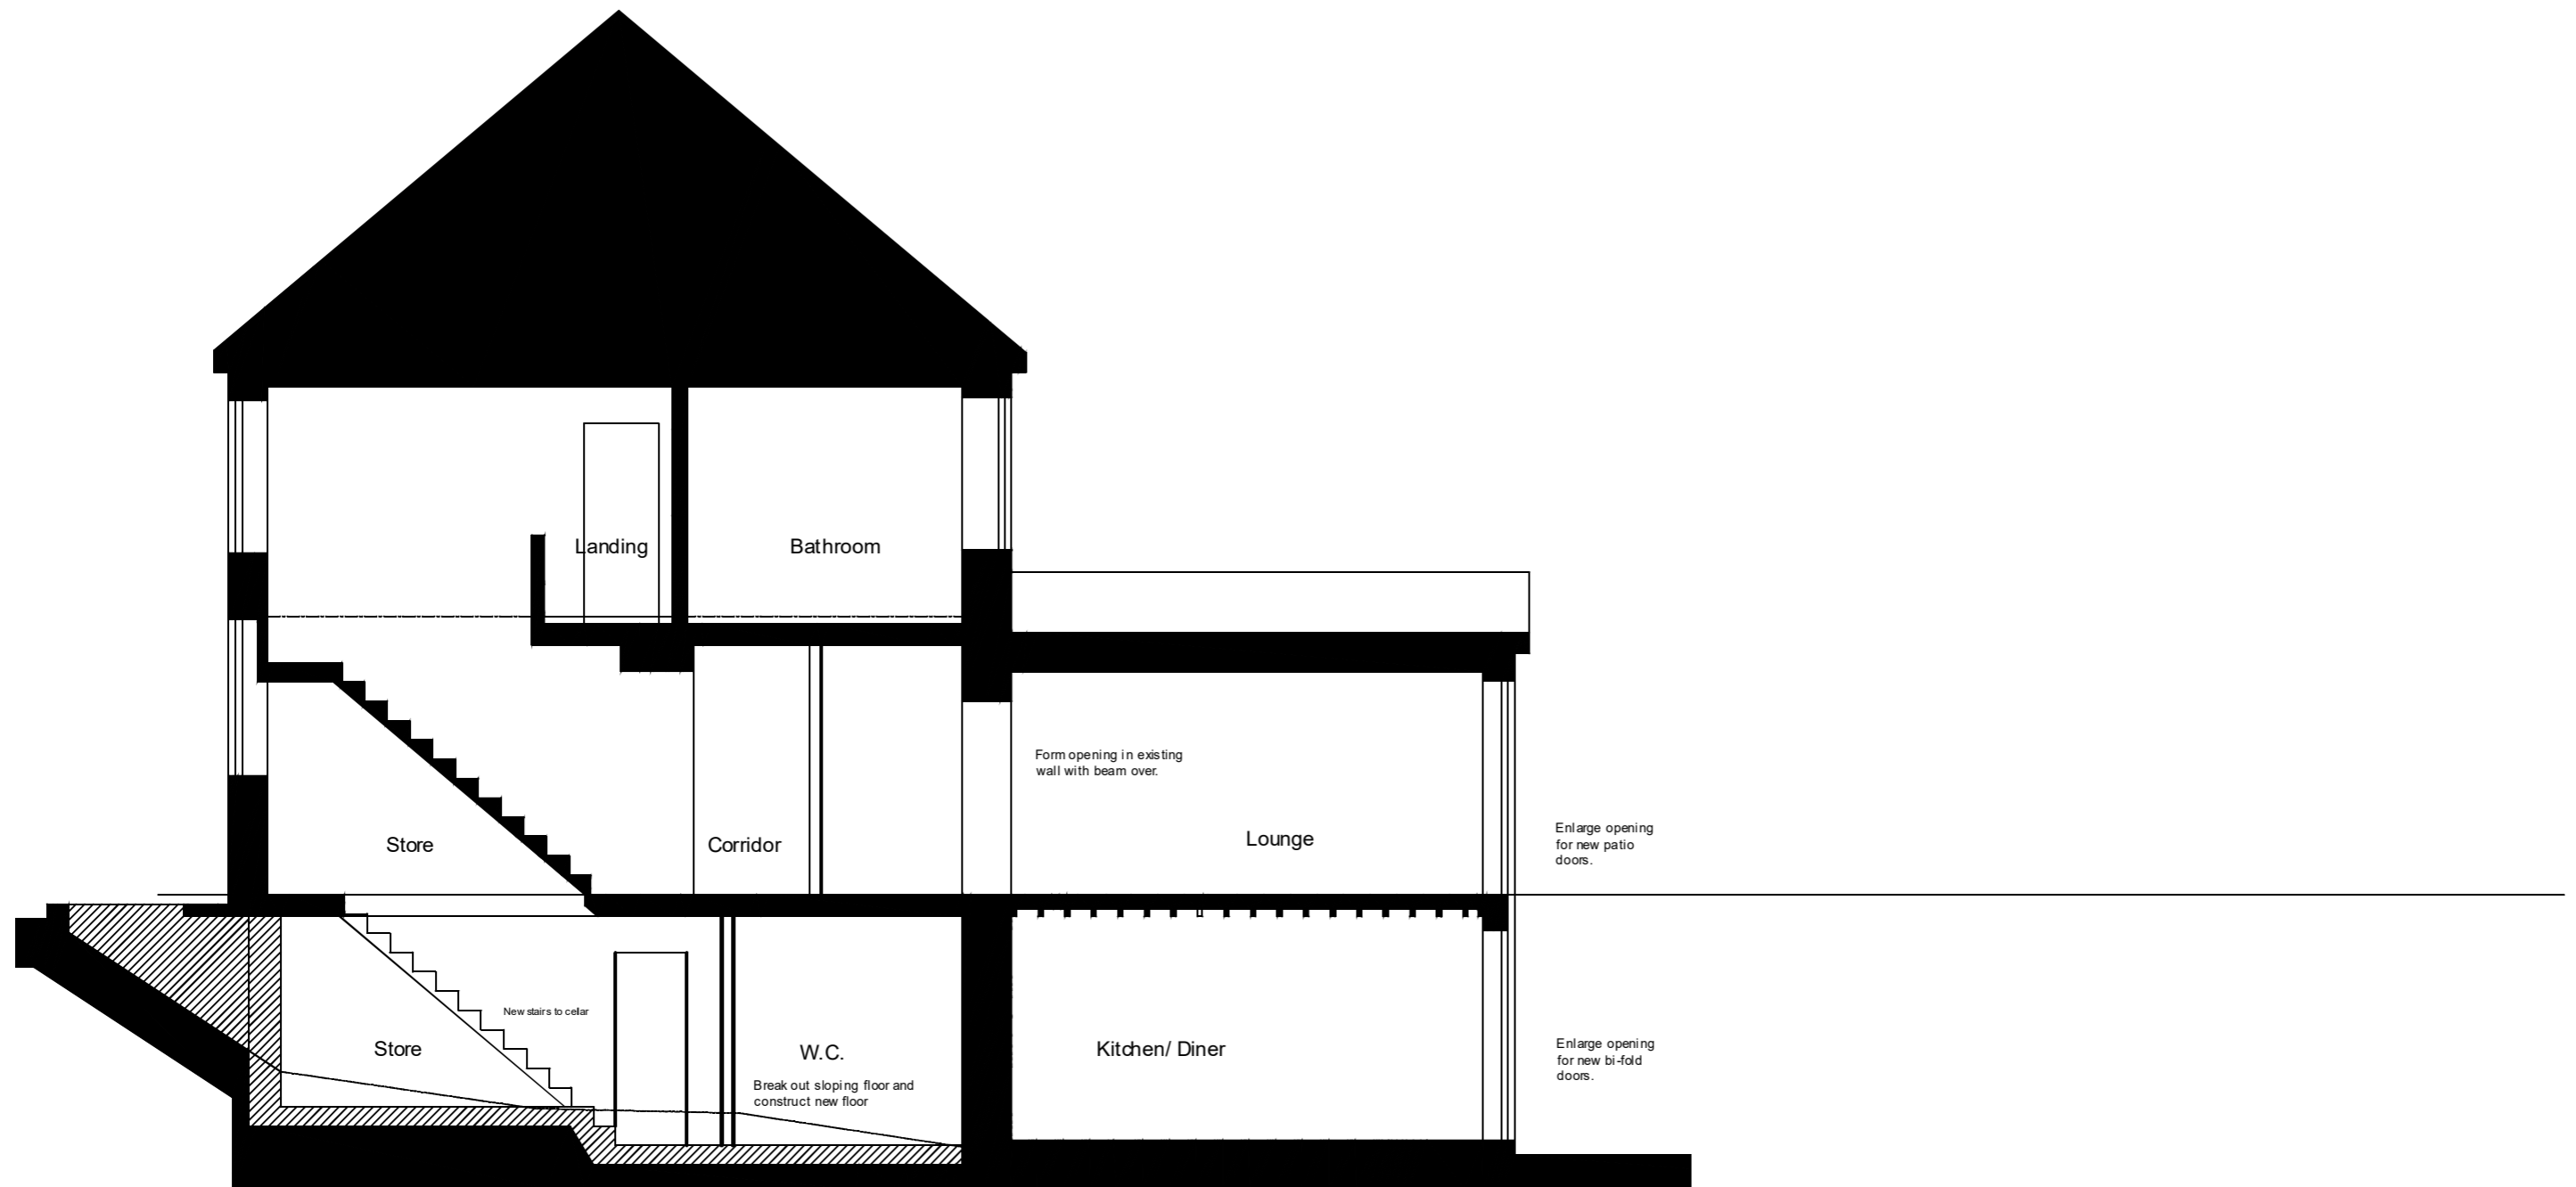 Landing
Bathroom
Form opening in existing
wall with beam over.
Store
Corridor
Lounge
Enlarge opening
for new patio
doors.
New stairs to cellar
Store
W.C.
Kitchen/ Diner
Enlarge opening
for new bi-fold
doors.
Break out sloping floor and
construct new floor